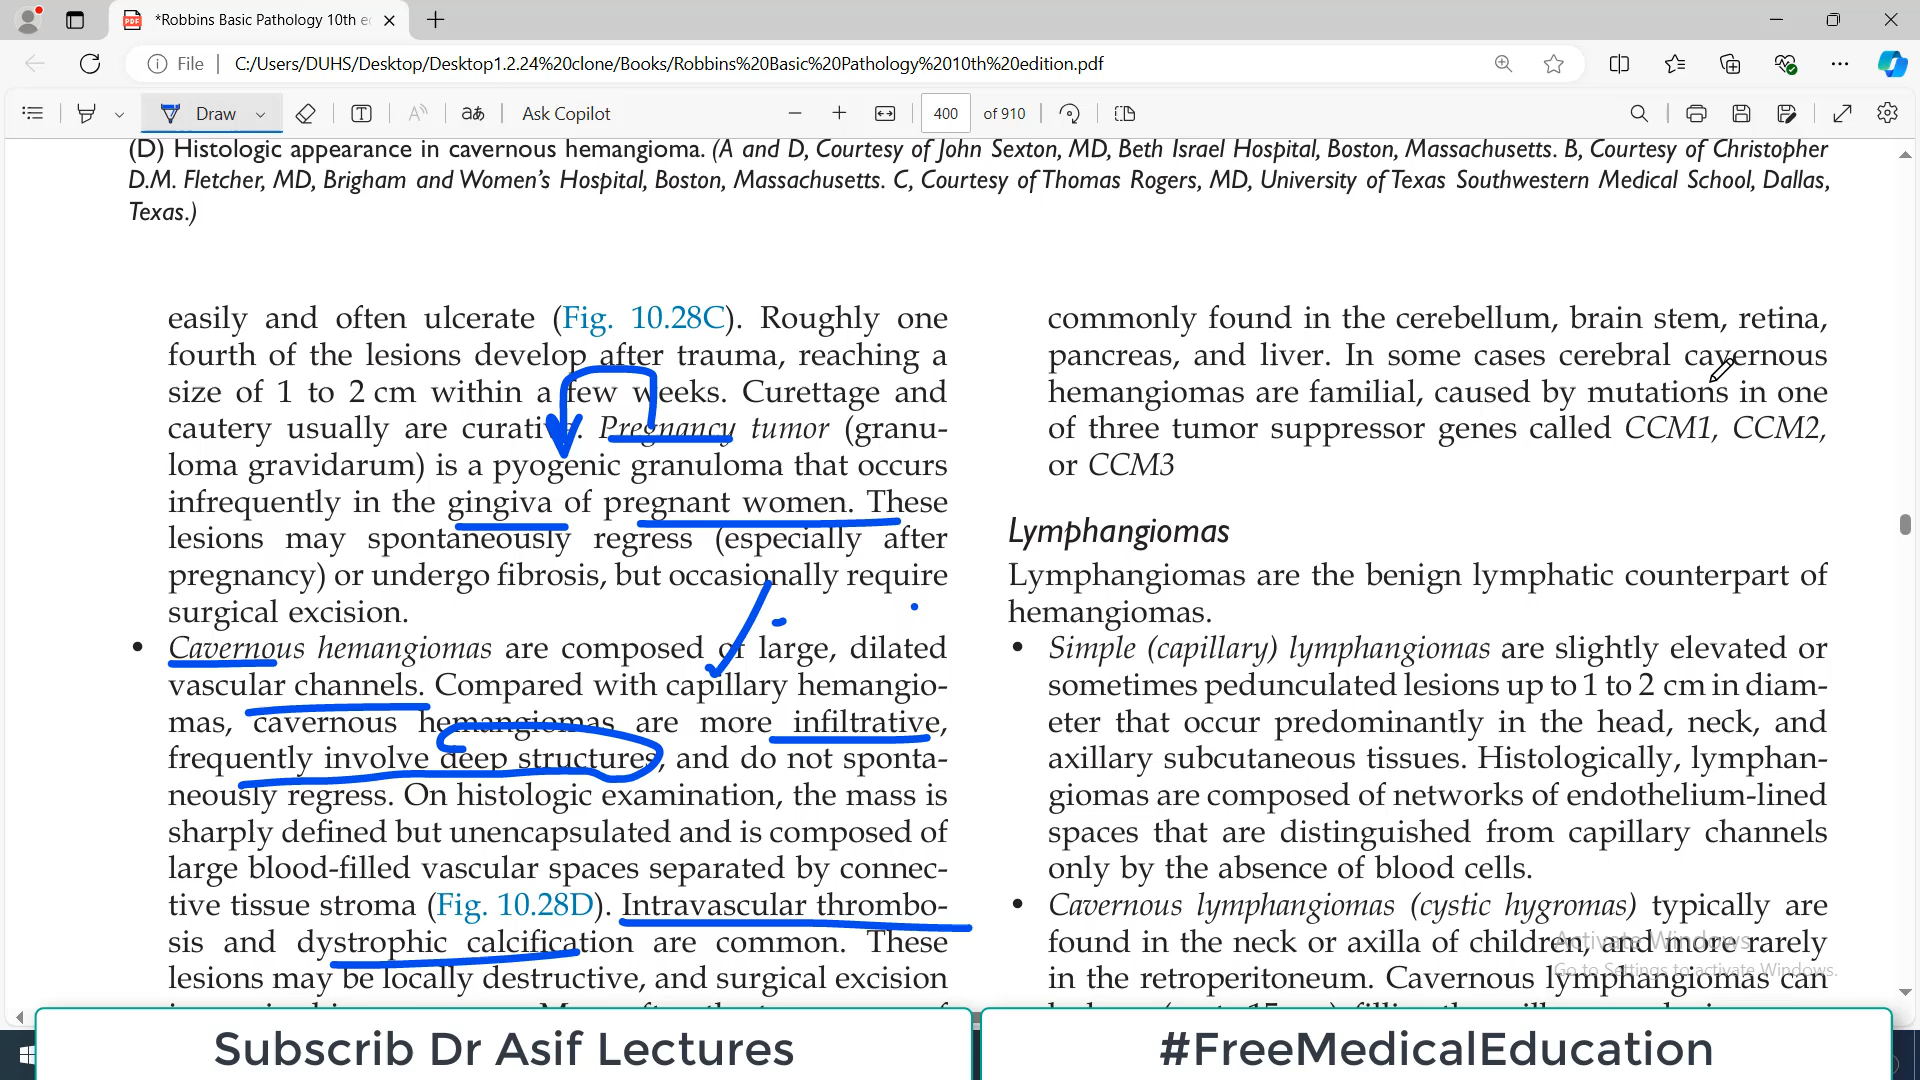 *Robbins Basic Pathology 10th e
File
C:/Users/DUHS/Desktop/Desktop1.2.24%20clone/Books/Robbins%20Basic%20Pathology%2010th%20edition.pdf
Draw
Ask Copilot
400
of 910
(D) Histologic appearance in cavernous hemangioma. (A and D, Courtesy of John Sexton, MD, Beth Israel Hospital, Boston, Massachusetts. B, Courtesy of Christopher
D.M. Fletcher, MD, Brigham and Women's Hospital, Boston, Massachusetts. C, Courtesy of Thomas Rogers, MD, University of Texas Southwestern Medical School, Dallas,
Texas.)
easily and often ulcerate (Fig. 10.28C). Roughly one
fourth of the lesions develop after trauma, reaching a
size of 1 to 2 cm within a few weeks. Curettage and
cautery usually are curative. Pregnancy tumor (granu-
loma gravidarum) is a pyogenic granuloma that occurs
infrequently in the gingiva of pregnant women. These
lesions may spontaneously regress (especially after
pregnancy) or undergo fibrosis, but occasionally require
surgical excision.
• Cavernous hemangiomas are composed of large, dilated
vascular channels. Compared with capillary hemangio-
mas, cavernous hemangiomas are more infiltrative,
frequently involve deep structures, and do not sponta-
neously regress. On histologic examination, the mass is
sharply defined but unencapsulated and is composed of
large blood-filled vascular spaces separated by connec-
tive tissue stroma (Fig. 10.28D). Intravascular thrombo-
sis and dystrophic calcification are common. These
lesions may be locally destructive, and surgical excision
commonly found in the cerebellum, brain stem, retina,
pancreas, and liver. In some cases cerebral cavernous
hemangiomas are familial, caused by mutations in one
of three tumor suppressor genes called CCM1, CCM2,
or CCM3
Lymphangiomas
Lymphangiomas are the benign lymphatic counterpart of
hemangiomas.
• Simple (capillary) lymphangiomas are slightly elevated or
sometimes pedunculated lesions up to 1 to 2 cm in diam-
eter that occur predominantly in the head, neck, and
axillary subcutaneous tissues. Histologically, lymphan-
giomas are composed of networks of endothelium-lined
spaces that are distinguished from capillary channels
only by the absence of blood cells.
• Cavernous lymphangiomas (cystic hygromas) typically are
found in the neck or axilla of children, and more rarely
in the retroperitoneum. Cavernous lymphangiomas can
Activate Windows
Go to Settings to activate Windows.
Subscrib Dr Asif Lectures
#FreeMedicalEducation